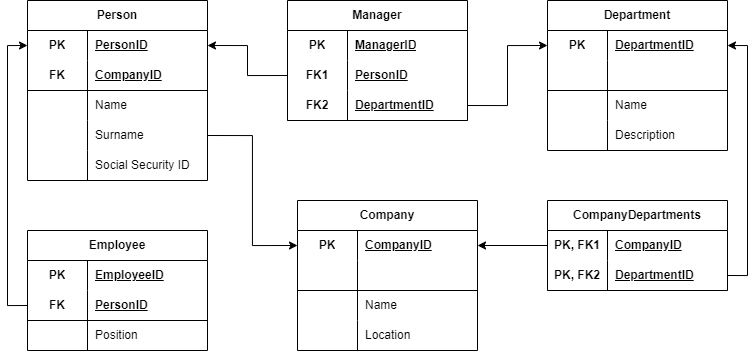 Person
PK PersonID
FK CompanyID
Name
Surname
Social Security ID
Manager
PK ManagerID
FK1 PersonID
FK2 DepartmentID
Department
PK DepartmentID
Name
Description
Employee
PK EmployeeID
FK PersonID
Position
Company
PK CompanyID
Name
Location
CompanyDepartments
PK, FK1 CompanyID
PK, FK2 DepartmentID